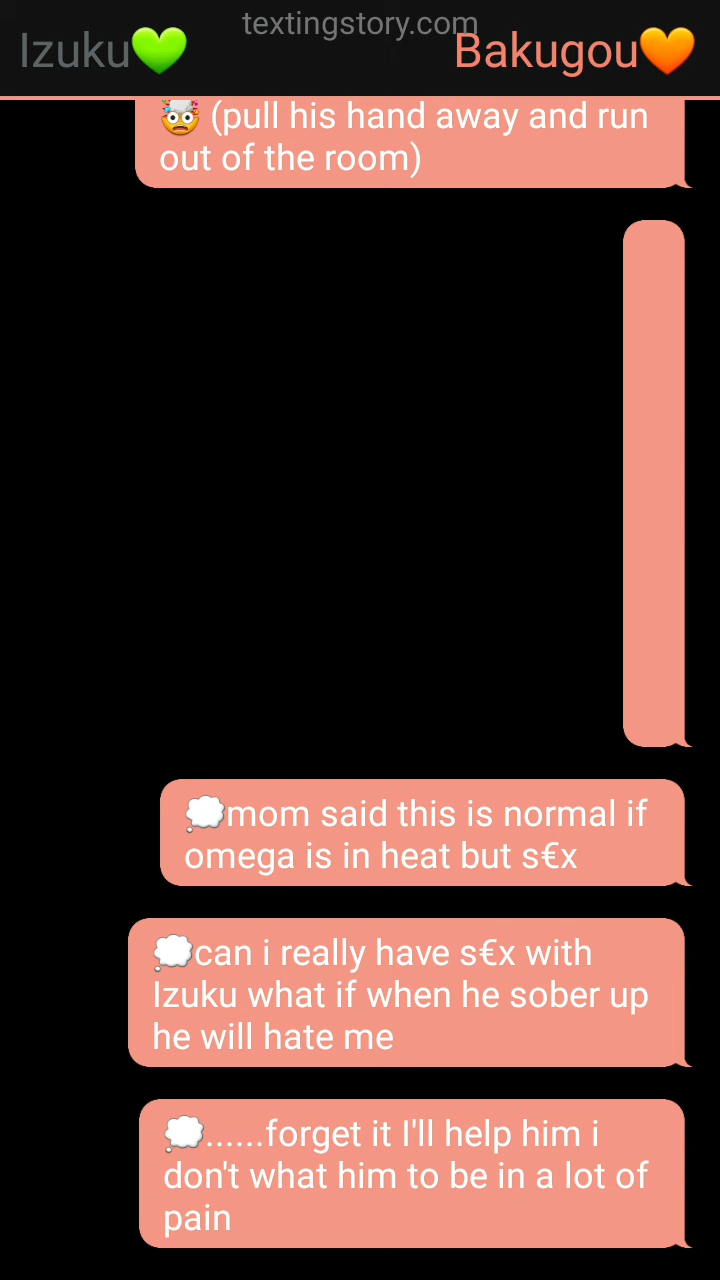 textingstory.com
Izuku💚 Bakugou🧡
🤯 (pull his hand away and run
out of the room)
💭mom said this is normal if
omega is in heat but s€x
💭can i really have s€x with
Izuku what if when he sober up
he will hate me
💭......forget it I'll help him i
don't what him to be in a lot of
pain